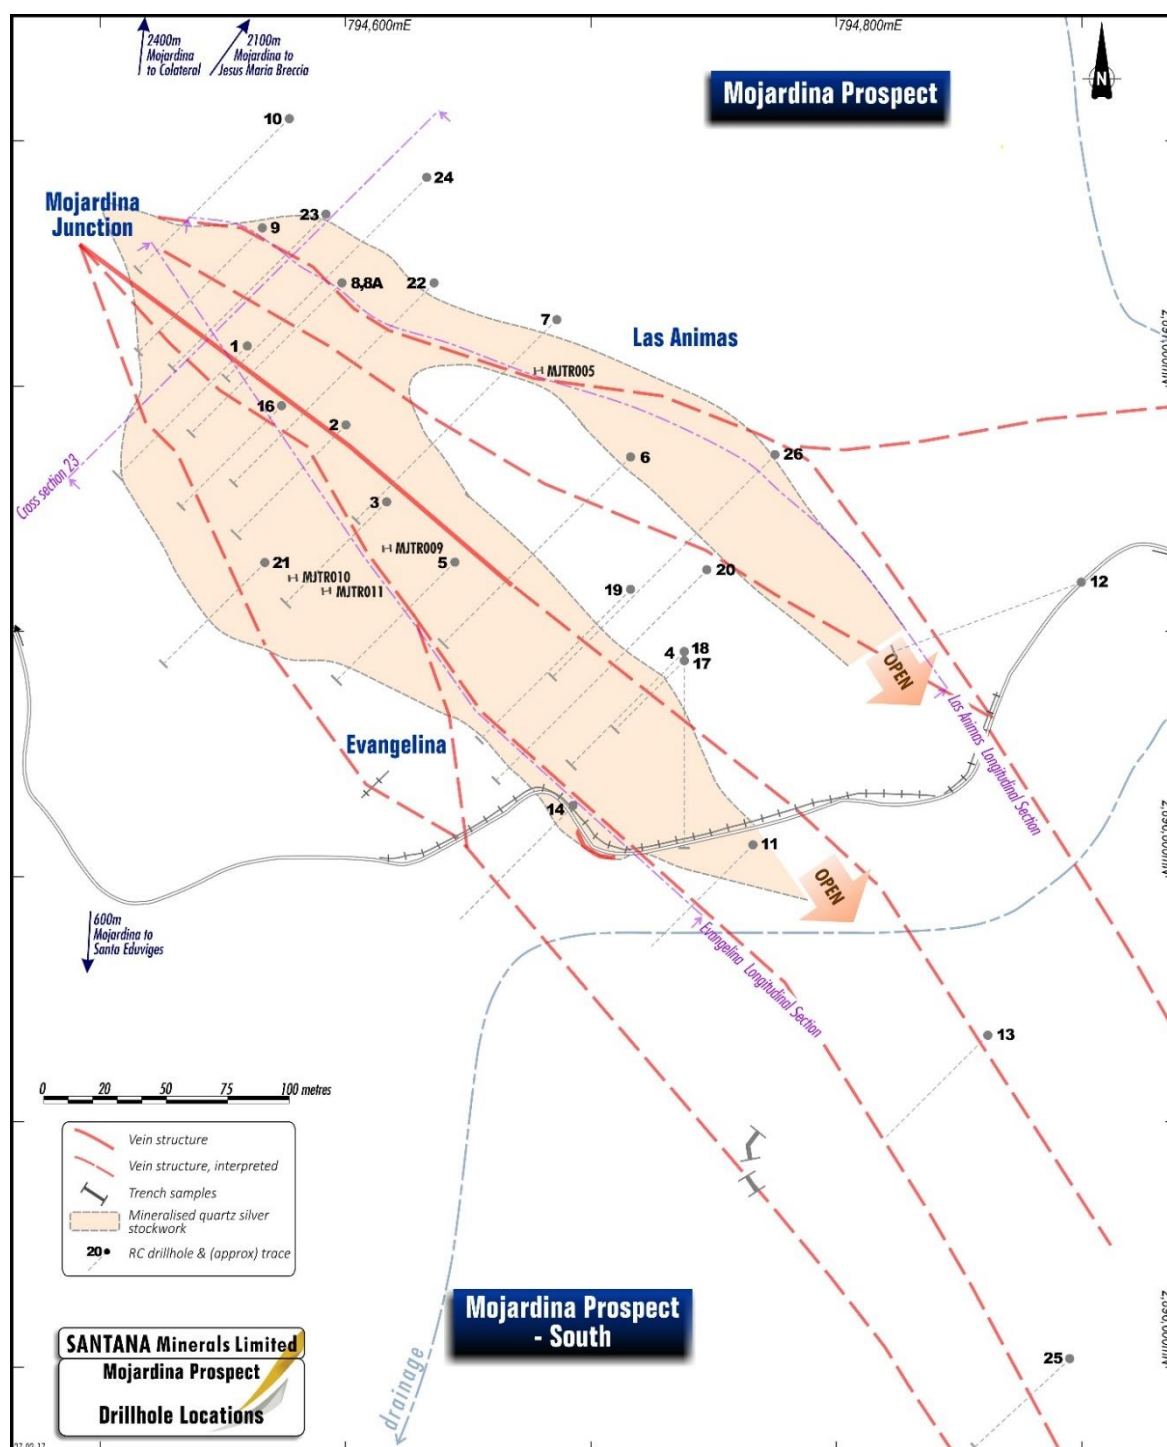 794,600mE
794,800mE
2400m
Mojardina
to Colateral
2100m
Mojardina to
Jesus Maria Breccia
Mojardina Prospect
N
10
24
Mojardina
Junction
23
9
8,8A
22
7
Las Animas
1
MJTR005
16
2
6
26
Cross section 23
3
MJTR009
21
5
MJTR010
MJTR011
20
19
12
18
4
17
OPEN
Las Animas Longitudinal Section
Evangelina
14
11
OPEN
600m
Mojardina to
Santa Eduviges
Evangelina Longitudinal Section
13
0 20 50 75 100 metres
Vein structure
Vein structure, interpreted
Trench samples
Mineralised quartz silver
stockwork
20 RC drillhole & (approx) trace
Mojardina Prospect
- South
SANTANA Minerals Limited
Mojardina Prospect
Drillhole Locations
drainage
25